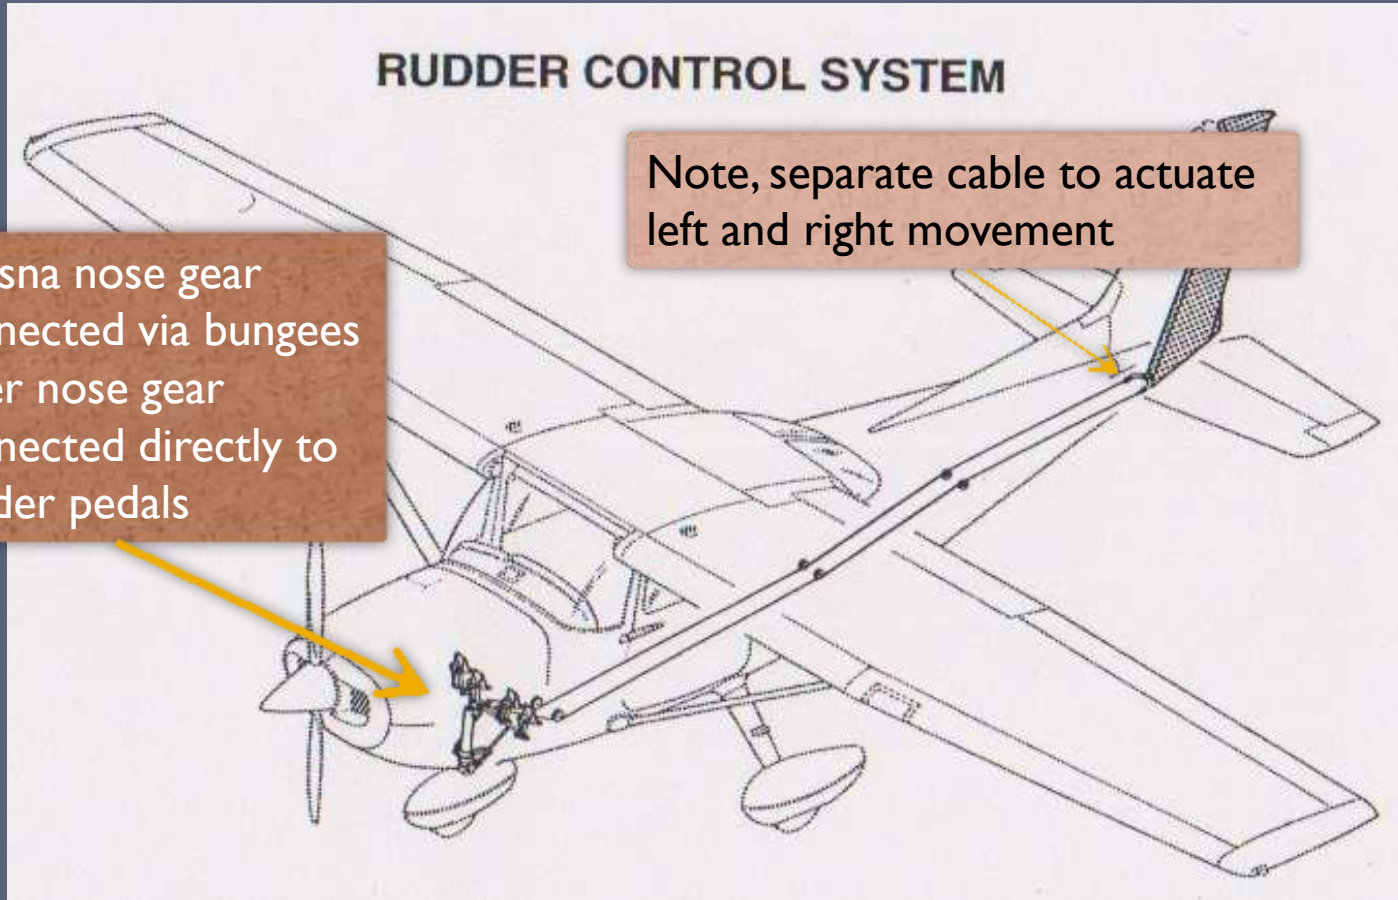 RUDDER CONTROL SYSTEM
Note, separate cable to actuate
left and right movement
sna nose gear
nected via bungees
er nose gear
nected directly to
der pedals